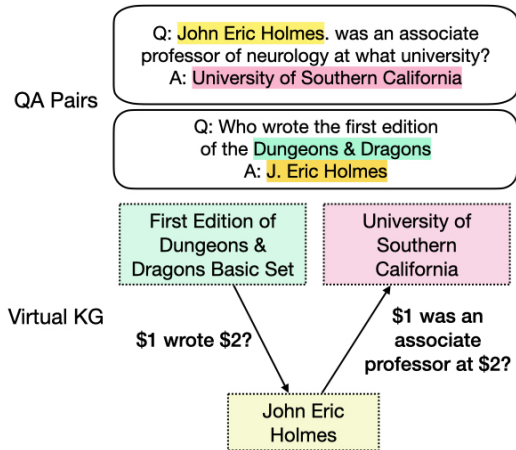 Q: John Eric Holmes. was an associate
professor of neurology at what university?
A: University of Southern California
QA Pairs
Q: Who wrote the first edition
of the Dungeons & Dragons
A: J. Eric Holmes
First Edition of
Dungeons &
Dragons Basic Set
University of
Southern
California
Virtual KG
$1 wrote $2?
$1 was an
associate
professor at $2?
John Eric
Holmes